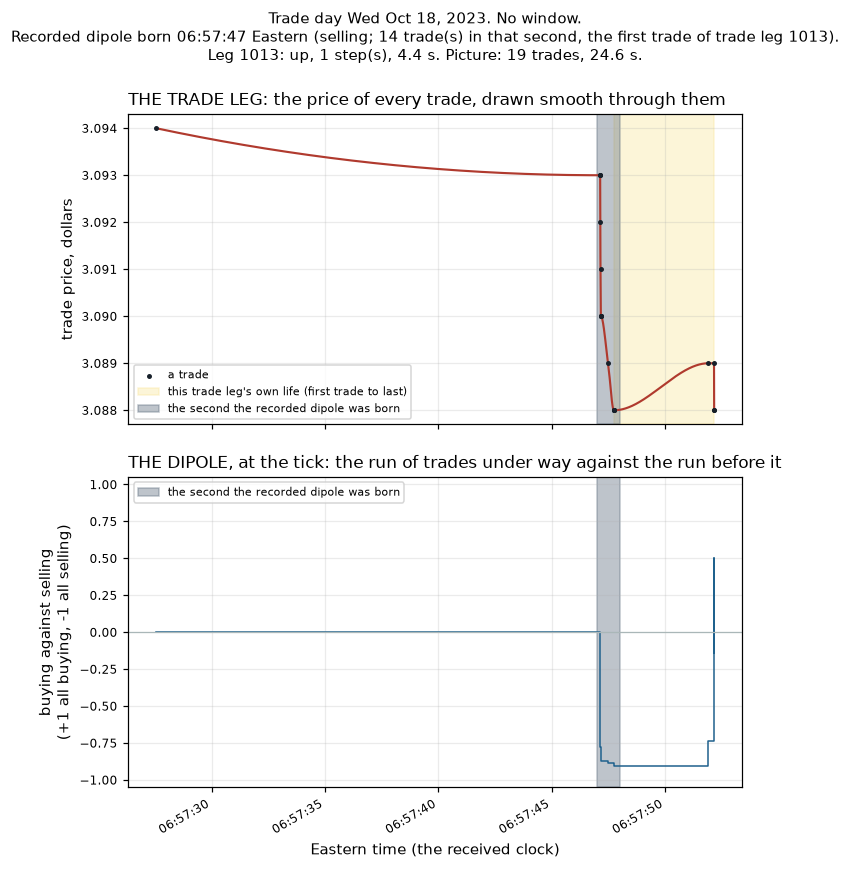 Trade day Wed Oct 18, 2023. No window.
Recorded dipole born 06:57:47 Eastern (selling; 14 trade(s) in that second, the first trade of trade leg 1013).
Leg 1013: up, 1 step(s), 4.4 s. Picture: 19 trades, 24.6 s.
THE TRADE LEG: the price of every trade, drawn smooth through them
trade price, dollars
3.094
3.093
3.092
3.091
3.090
3.089
3.088
a trade
this trade leg's own life (first trade to last)
the second the recorded dipole was born
THE DIPOLE, at the tick: the run of trades under way against the run before it
buying against selling
(+1 all buying, -1 all selling)
1.00
0.75
0.50
0.25
0.00
−0.25
−0.50
−0.75
−1.00
the second the recorded dipole was born
06:57:30
06:57:35
06:57:40
06:57:45
06:57:50
Eastern time (the received clock)